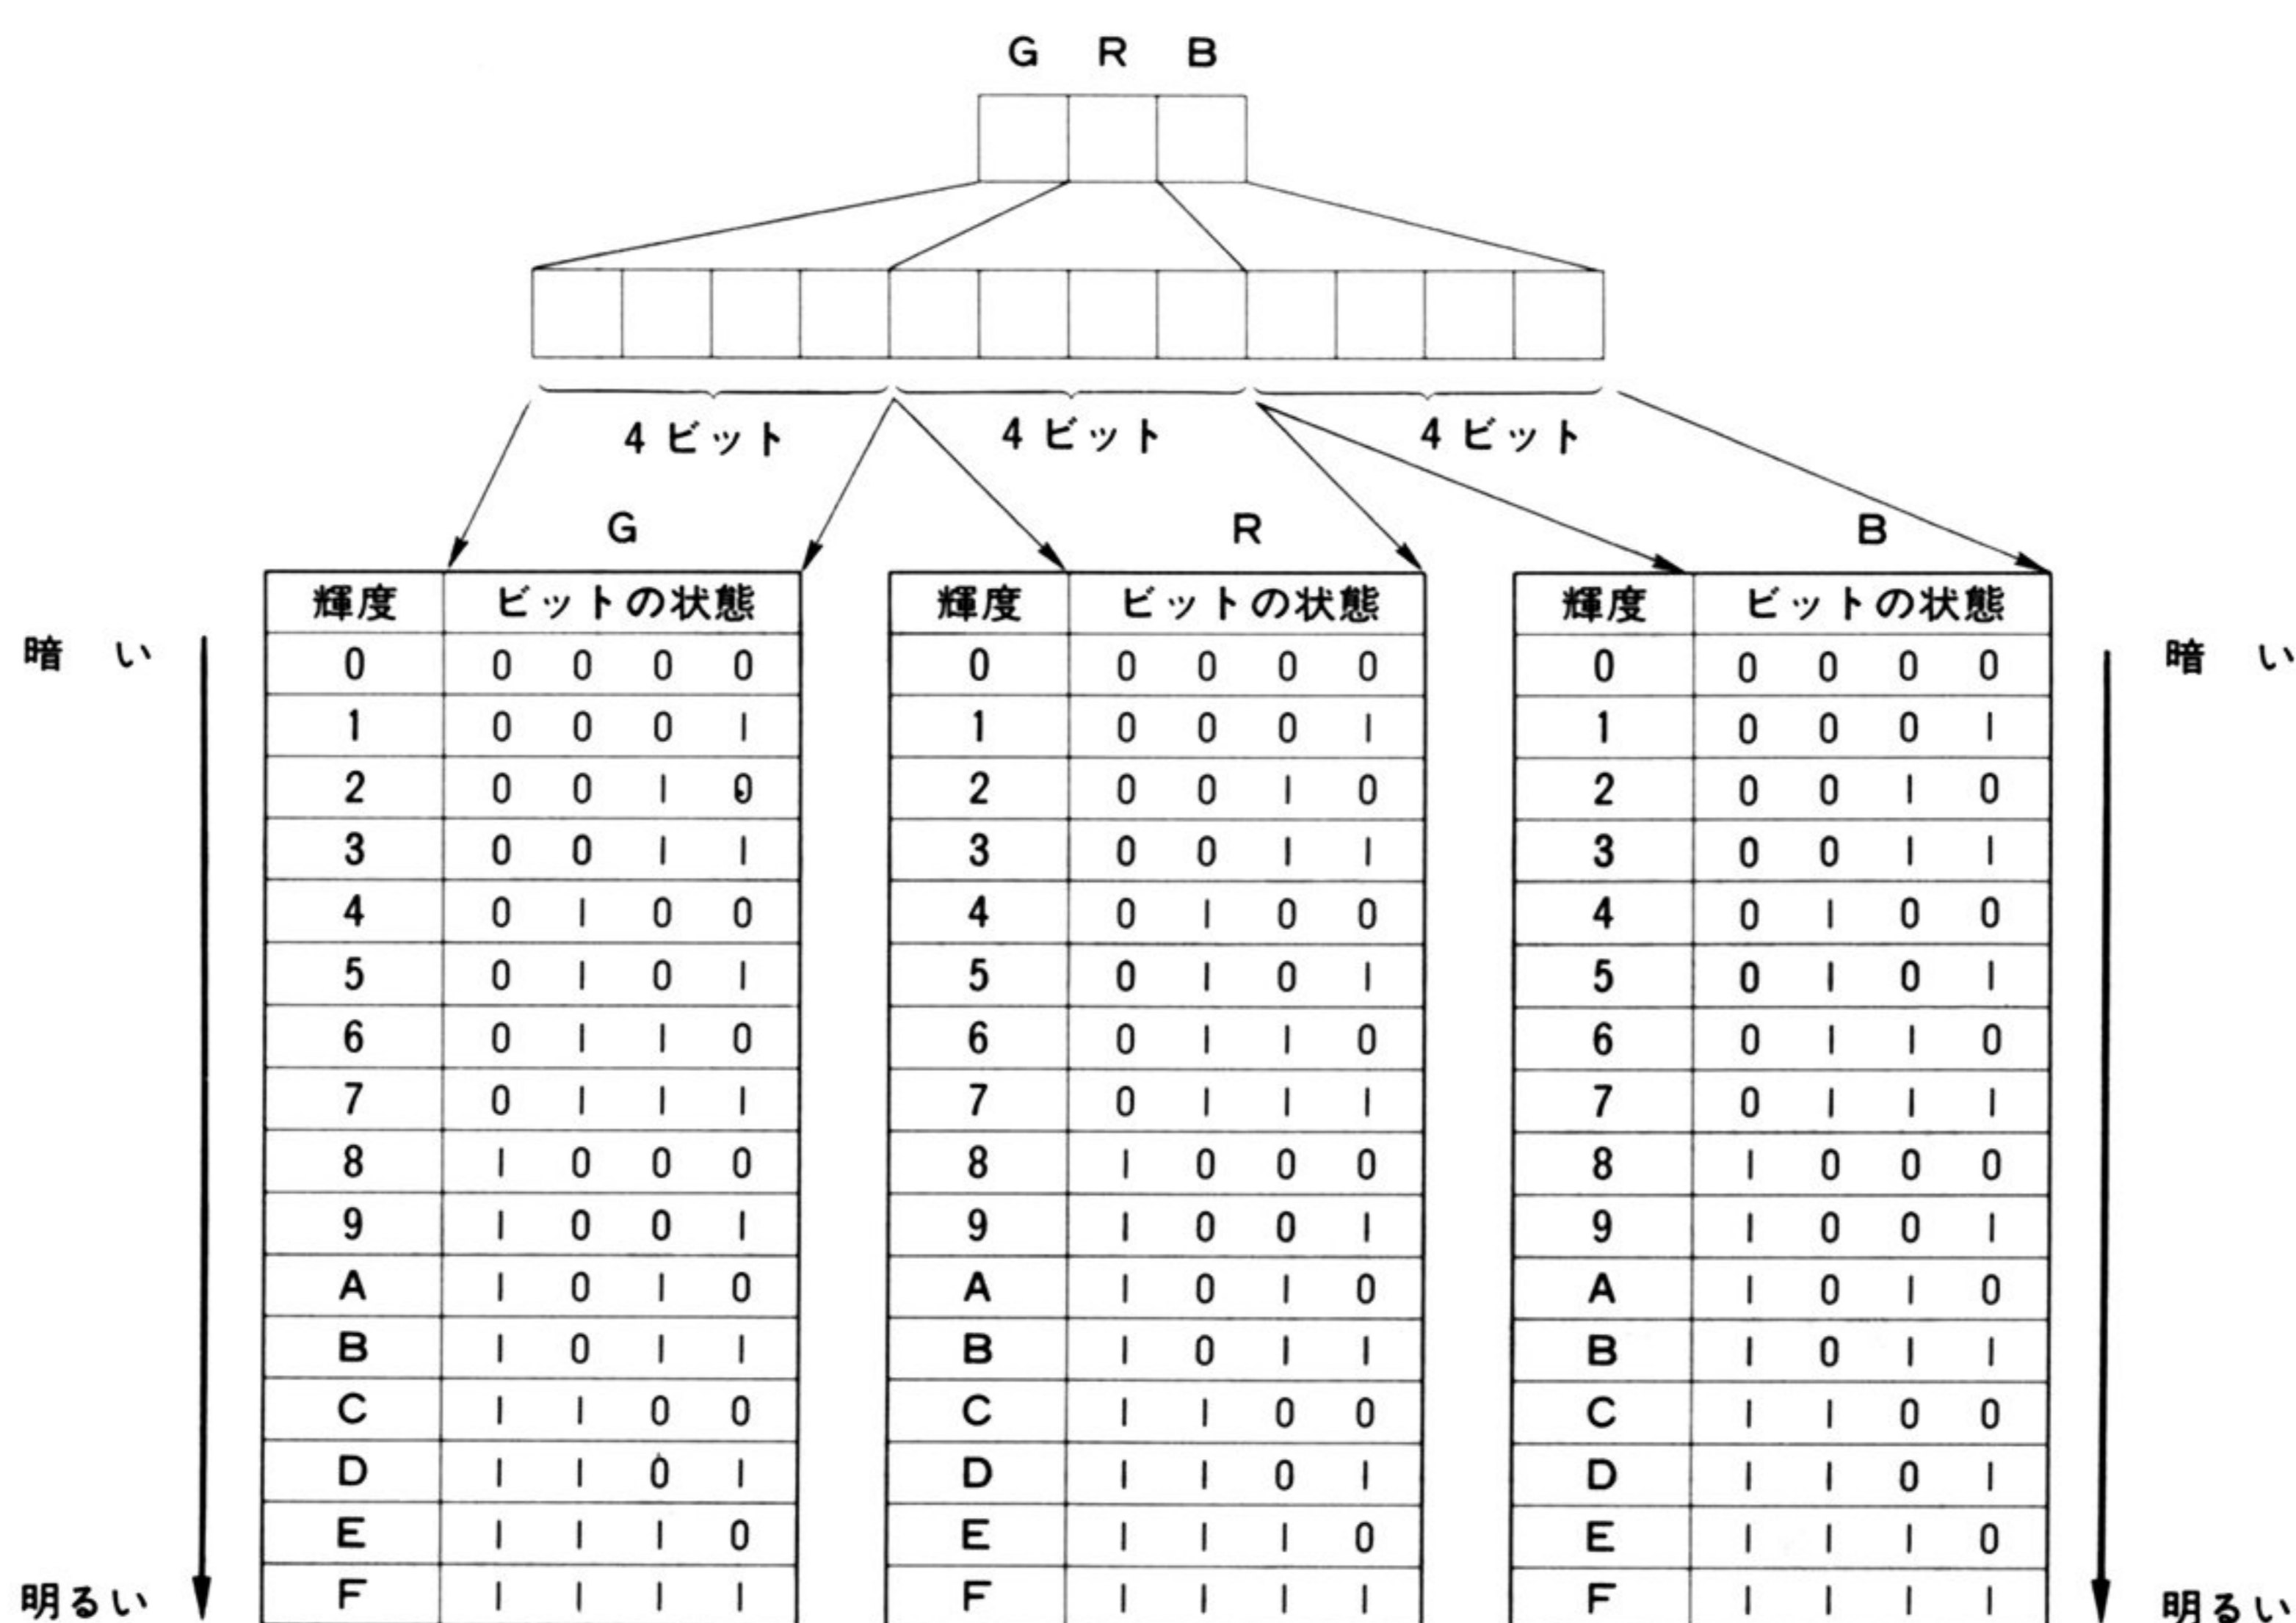 G R B
4 ビット 4 ビット 4 ビット
G R B
輝度 ビットの状態 輝度 ビットの状態 輝度 ビットの状態
暗 い 0 0 0 0 0 0 0 0 0 0 0 0 0 0 0 暗 い
1 0 0 0 1 1 0 0 0 1 1 0 0 0 1
2 0 0 1 0 2 0 0 1 0 2 0 0 1 0
3 0 0 1 1 3 0 0 1 1 3 0 0 1 1
4 0 1 0 0 4 0 1 0 0 4 0 1 0 0
5 0 1 0 1 5 0 1 0 1 5 0 1 0 1
6 0 1 1 0 6 0 1 1 0 6 0 1 1 0
7 0 1 1 1 7 0 1 1 1 7 0 1 1 1
8 1 0 0 0 8 1 0 0 0 8 1 0 0 0
9 1 0 0 1 9 1 0 0 1 9 1 0 0 1
A 1 0 1 0 A 1 0 1 0 A 1 0 1 0
B 1 0 1 1 B 1 0 1 1 B 1 0 1 1
C 1 1 0 0 C 1 1 0 0 C 1 1 0 0
D 1 1 0 1 D 1 1 0 1 D 1 1 0 1
E 1 1 1 0 E 1 1 1 0 E 1 1 1 0
明るい F 1 1 1 1 F 1 1 1 1 F 1 1 1 1 明るい